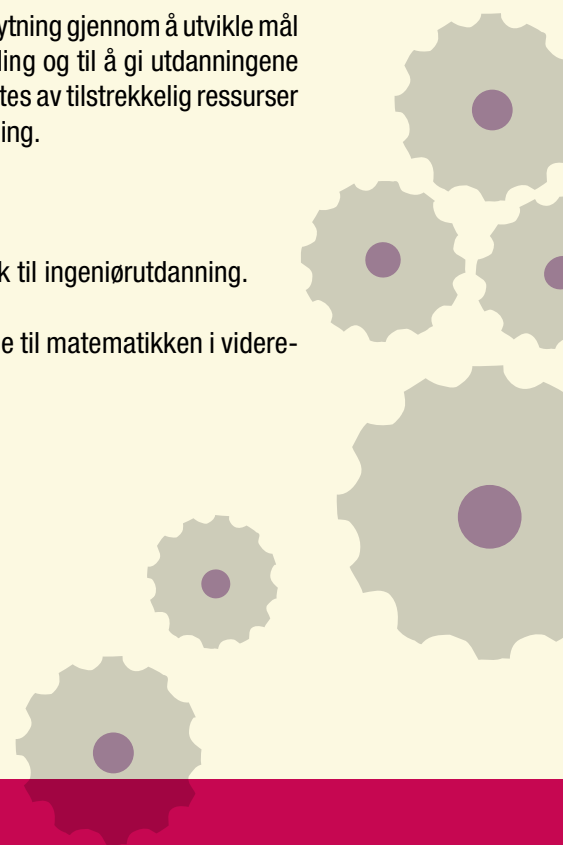 ytning gjennom å utvikle mål
ling og til å gi utdanningene
tes av tilstrekkelig ressurser
ing.
k til ingeniørutdanning.
e til matematikken i videre-